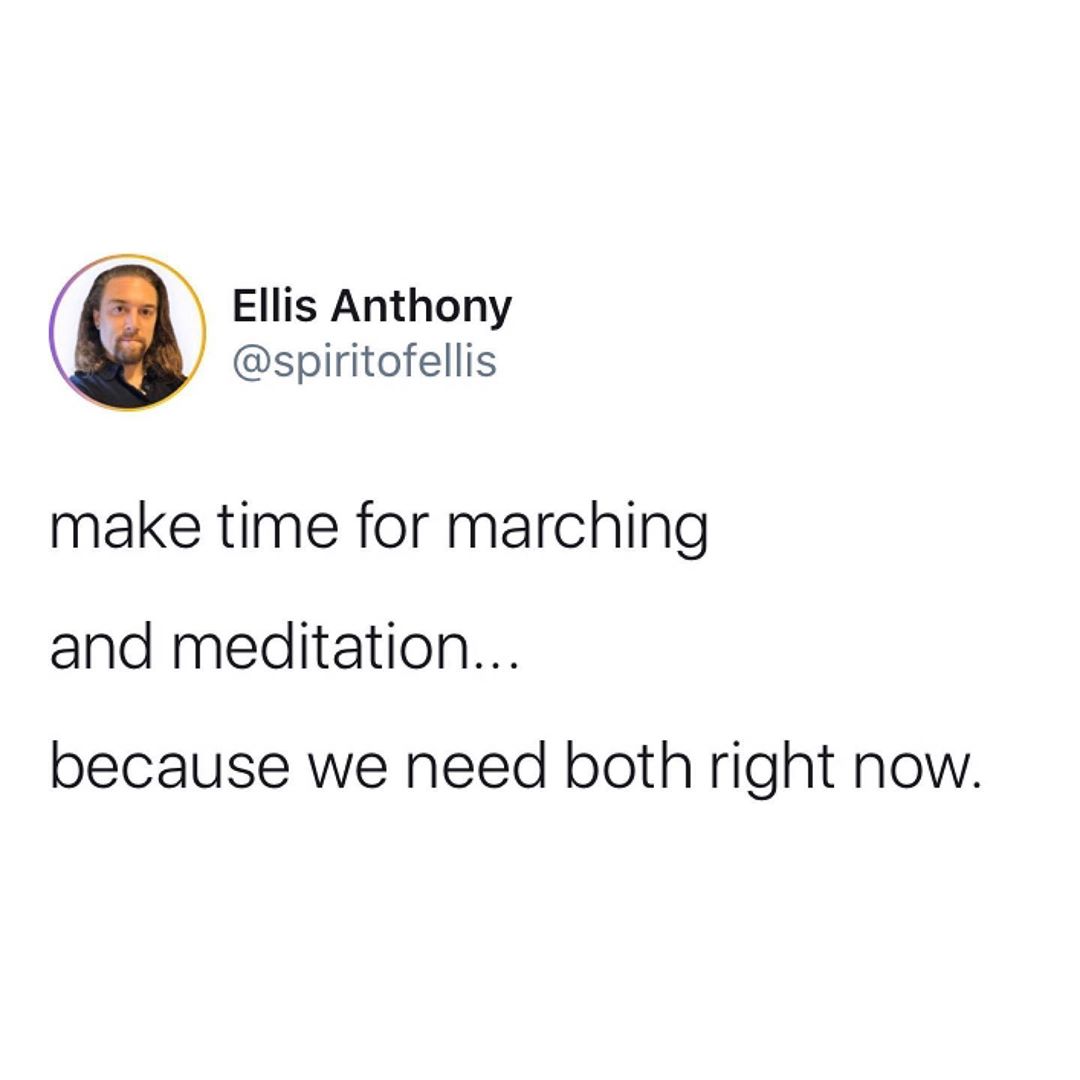 Ellis Anthony
@spiritofellis
make time for marching
and meditation...
because we need both right now.